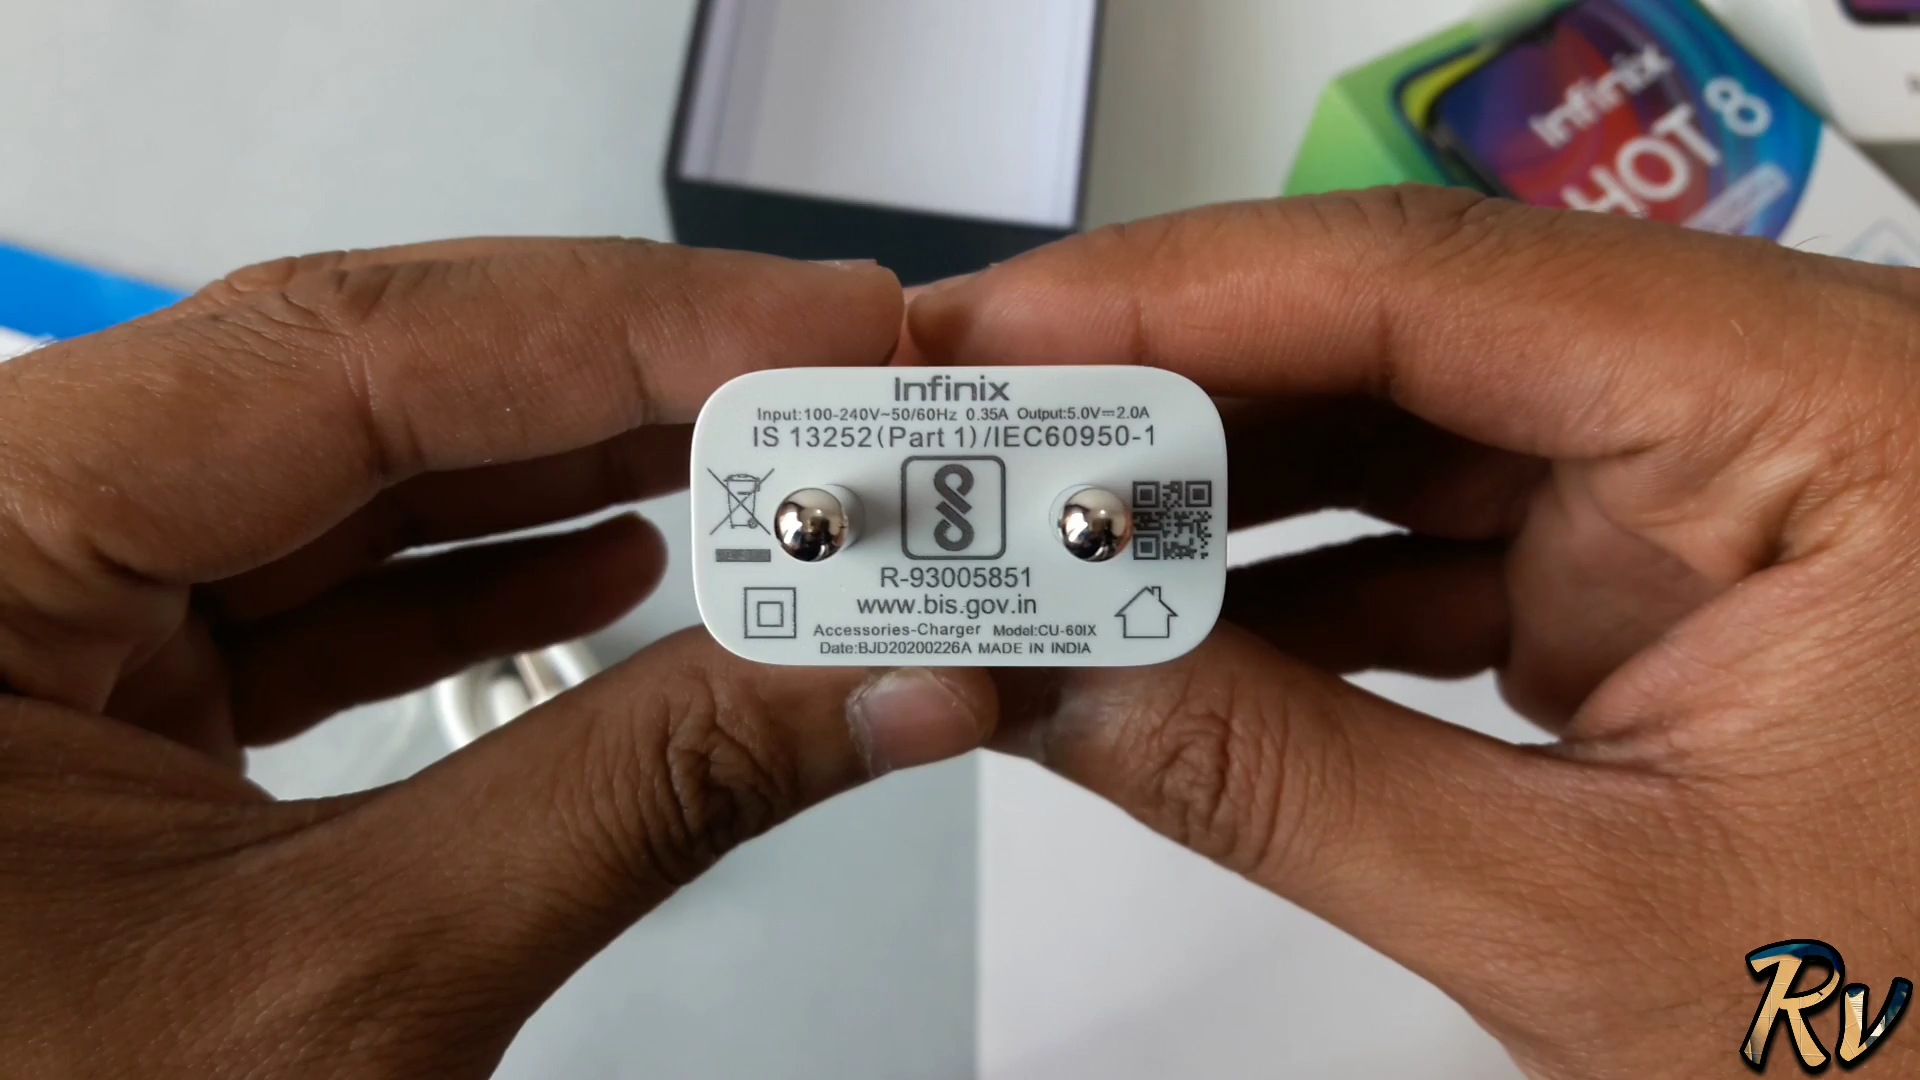 Infinix
HOT 8
Infinix
Input:100-240V~50/60Hz 0.35A Output:5.0V⎓2.0A
IS 13252(Part 1)/IEC60950-1
R-93005851
www.bis.gov.in
Accessories-Charger Model:CU-60IX
Date:BJD20200226A MADE IN INDIA
RV